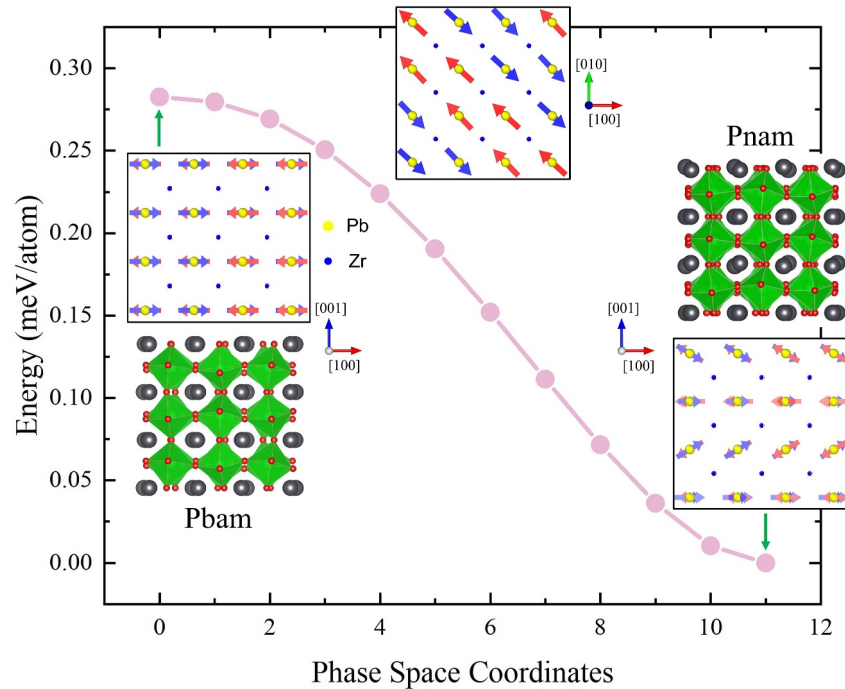 Energy (meV/atom)
0.30
0.25
0.20
0.15
0.10
0.05
0.00
[010]
[100]
Pnam
Pb
Zr
[001]
[100]
[001]
[100]
Pbam
0 2 4 6 8 10 12
Phase Space Coordinates